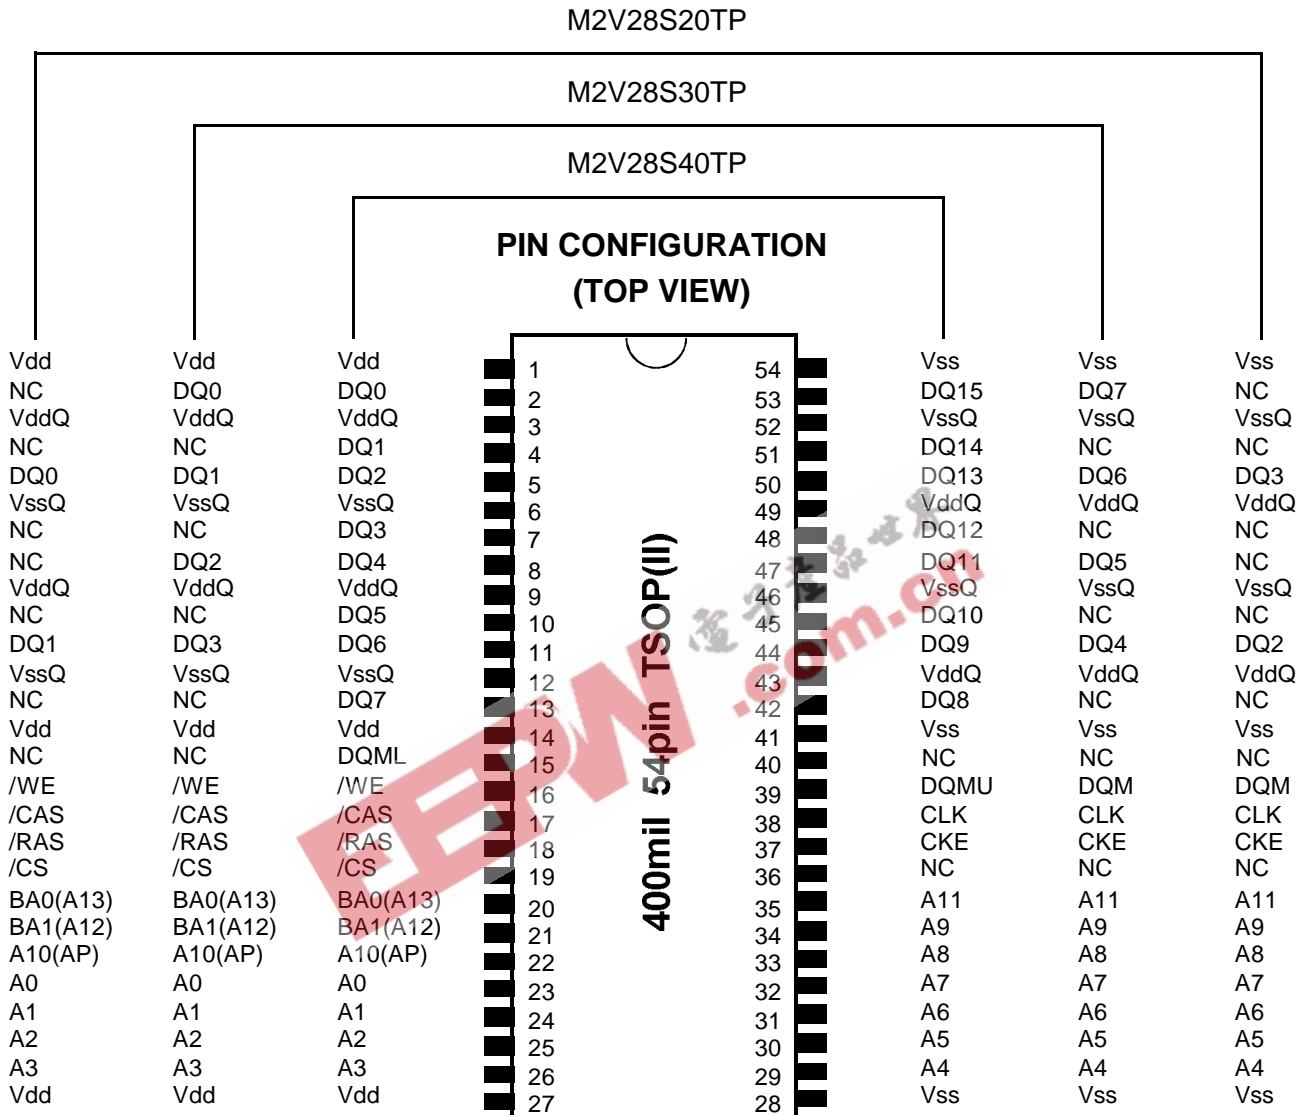 M2V28S20TP
M2V28S30TP
M2V28S40TP
PIN CONFIGURATION
(TOP VIEW)
Vdd Vdd Vdd 1 54 Vss Vss Vss
NC DQ0 DQ0 2 53 DQ15 DQ7 NC
VddQ VddQ VddQ 3 52 VssQ VssQ VssQ
NC NC DQ1 4 51 DQ14 NC NC
DQ0 DQ1 DQ2 5 50 DQ13 DQ6 DQ3
VssQ VssQ VssQ 6 49 VddQ VddQ VddQ
NC NC DQ3 7 48 DQ12 NC NC
NC DQ2 DQ4 8 47 DQ11 DQ5 NC
VddQ VddQ VddQ 9 46 VssQ VssQ VssQ
NC NC DQ5 10 45 DQ10 NC NC
DQ1 DQ3 DQ6 11 44 DQ9 DQ4 DQ2
VssQ VssQ VssQ 12 43 VddQ VddQ VddQ
NC NC DQ7 13 42 DQ8 NC NC
Vdd Vdd Vdd 14 41 Vss Vss Vss
NC NC DQML 15 40 NC NC NC
/WE /WE /WE 16 39 DQMU DQM DQM
/CAS /CAS /CAS 17 38 CLK CLK CLK
/RAS /RAS /RAS 18 37 CKE CKE CKE
/CS /CS /CS 19 36 NC NC NC
BA0(A13) BA0(A13) BA0(A13) 20 35 A11 A11 A11
BA1(A12) BA1(A12) BA1(A12) 21 34 A9 A9 A9
A10(AP) A10(AP) A10(AP) 22 33 A8 A8 A8
A0 A0 A0 23 32 A7 A7 A7
A1 A1 A1 24 31 A6 A6 A6
A2 A2 A2 25 30 A5 A5 A5
A3 A3 A3 26 29 A4 A4 A4
Vdd Vdd Vdd 27 28 Vss Vss Vss
400mil 54pin TSOP(II)
EEPW.com.cn
電子產品世界